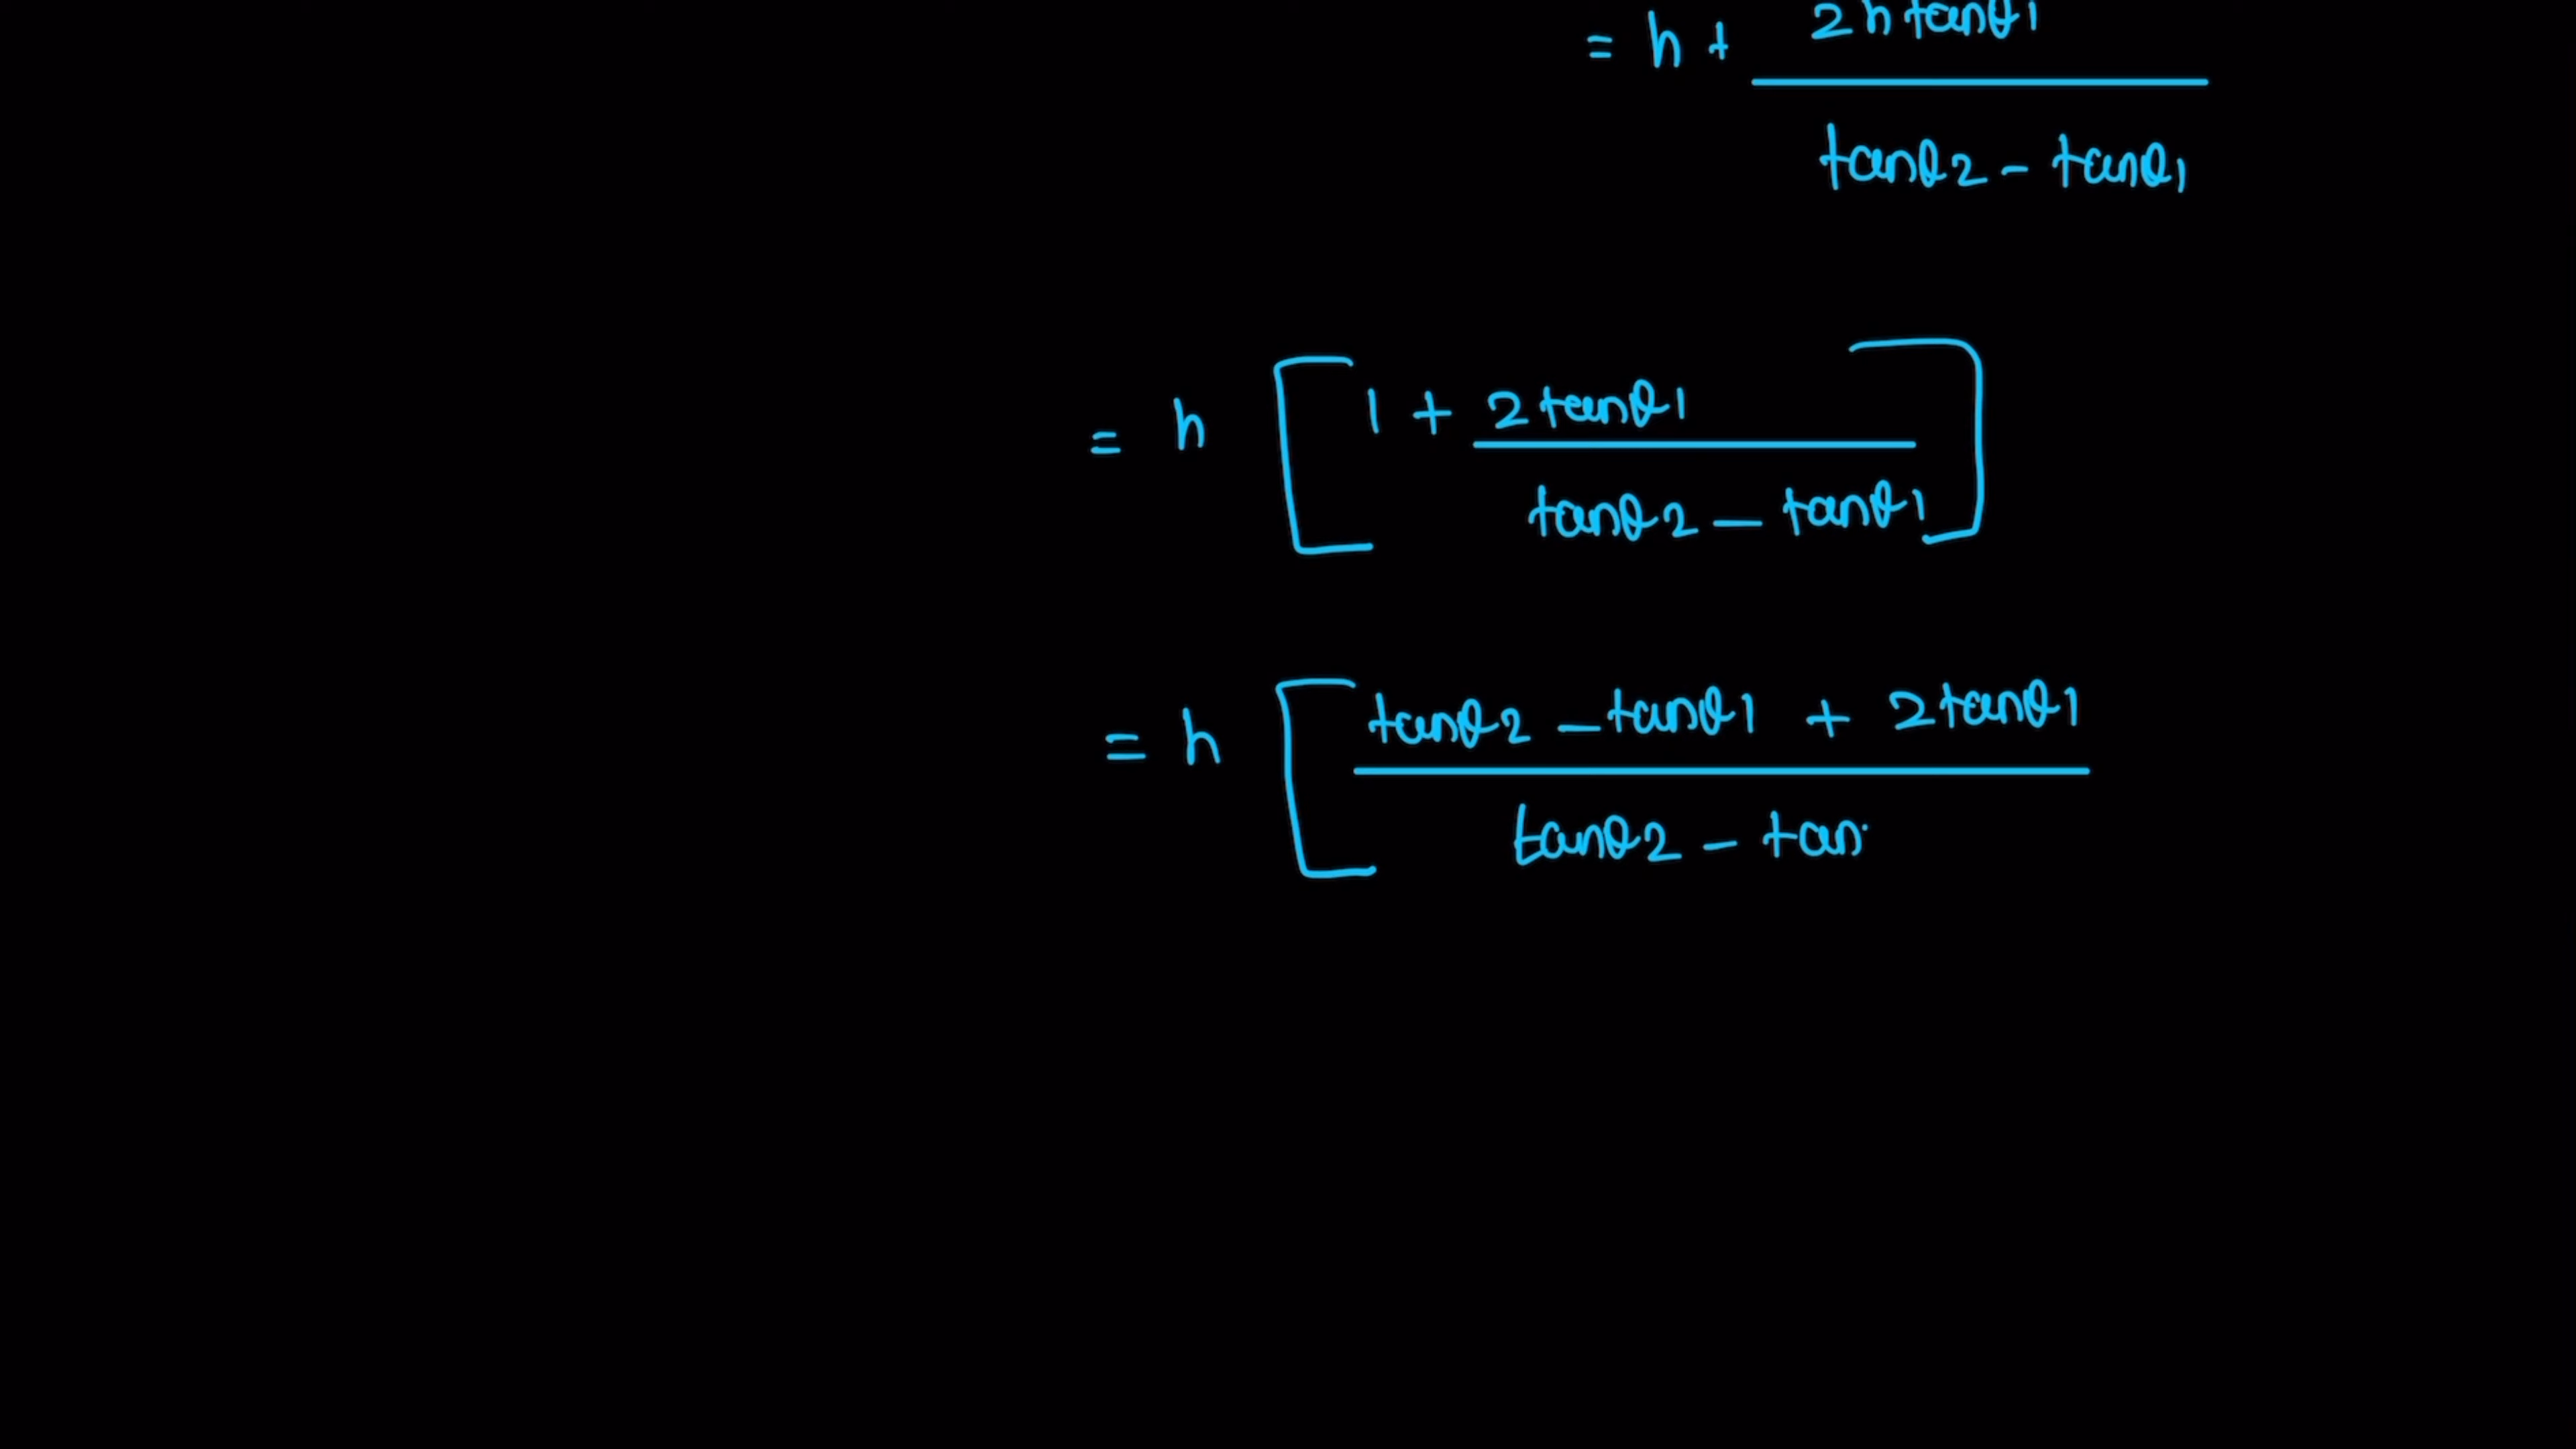 = h + 2h tanθ1
tanθ2 - tanθ1
= h [ 1 + 2tanθ1 ]
tanθ2 - tanθ1
= h [ tanθ2 - tanθ1 + 2tanθ1
tanθ2 - tan